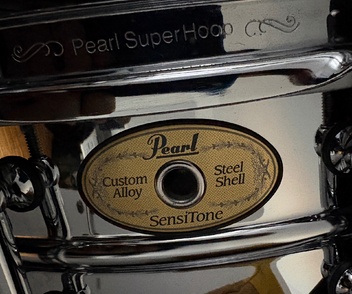 Pearl SuperHoop
Pearl
Custom Alloy
Steel Shell
SensiTone